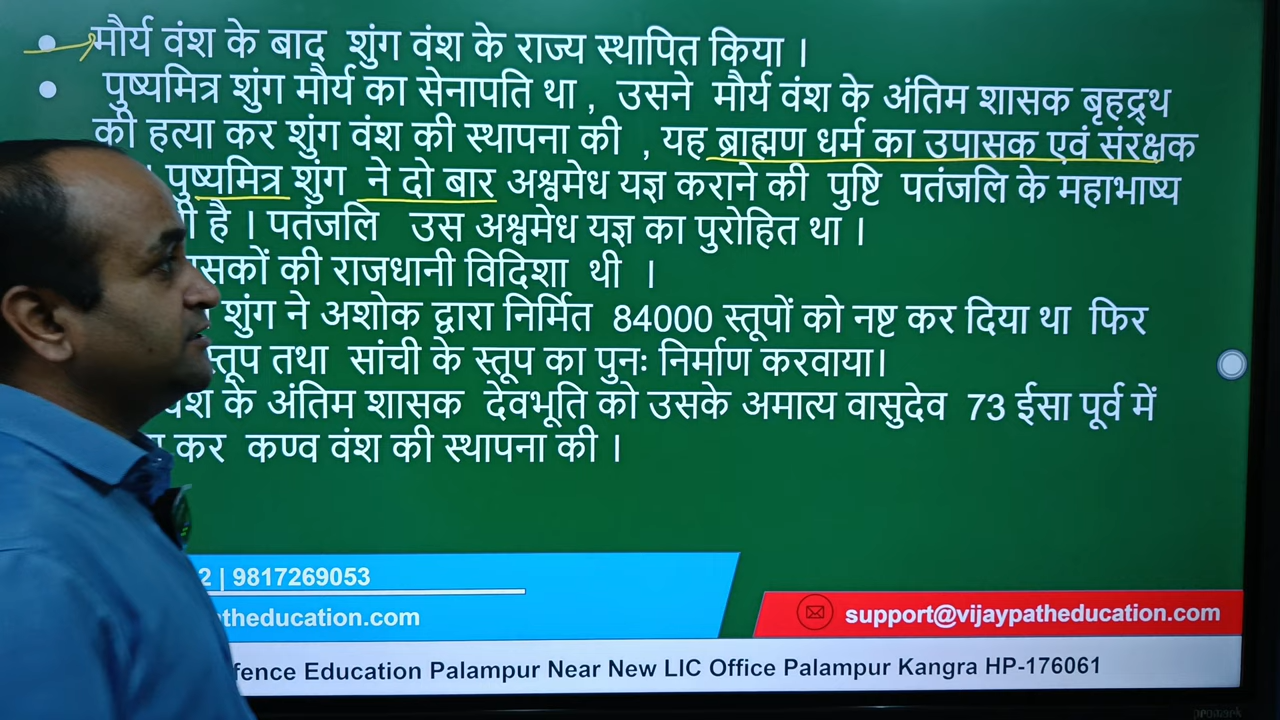 मौर्य वंश के बाद शुंग वंश के राज्य स्थापित किया ।
पुष्यमित्र शुंग मौर्य का सेनापति था , उसने मौर्य वंश के अंतिम शासक बृहद्र्थ
की हत्या कर शुंग वंश की स्थापना की , यह ब्राह्मण धर्म का उपासक एवं संरक्षक
। पुष्यमित्र शुंग ने दो बार अश्वमेध यज्ञ कराने की पुष्टि पतंजलि के महाभाष्य
है । पतंजलि उस अश्वमेध यज्ञ का पुरोहित था ।
की राजधानी विदिशा थी ।
शुंग ने अशोक द्वारा निर्मित 84000 स्तूपों को नष्ट कर दिया था फिर
स्तूप तथा सांची के स्तूप का पुनः निर्माण करवाया।
वंश के अंतिम शासक देवभूति को उसके अमात्य वासुदेव 73 ईसा पूर्व में
कर कण्व वंश की स्थापना की ।
2 | 9817269053
atheducation.com
support@vijaypatheducation.com
fence Education Palampur Near New LIC Office Palampur Kangra HP-176061